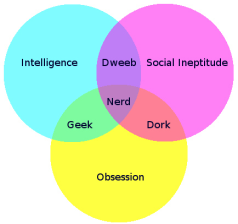 Intelligence
Dweeb
Social Ineptitude
Nerd
Geek
Dork
Obsession